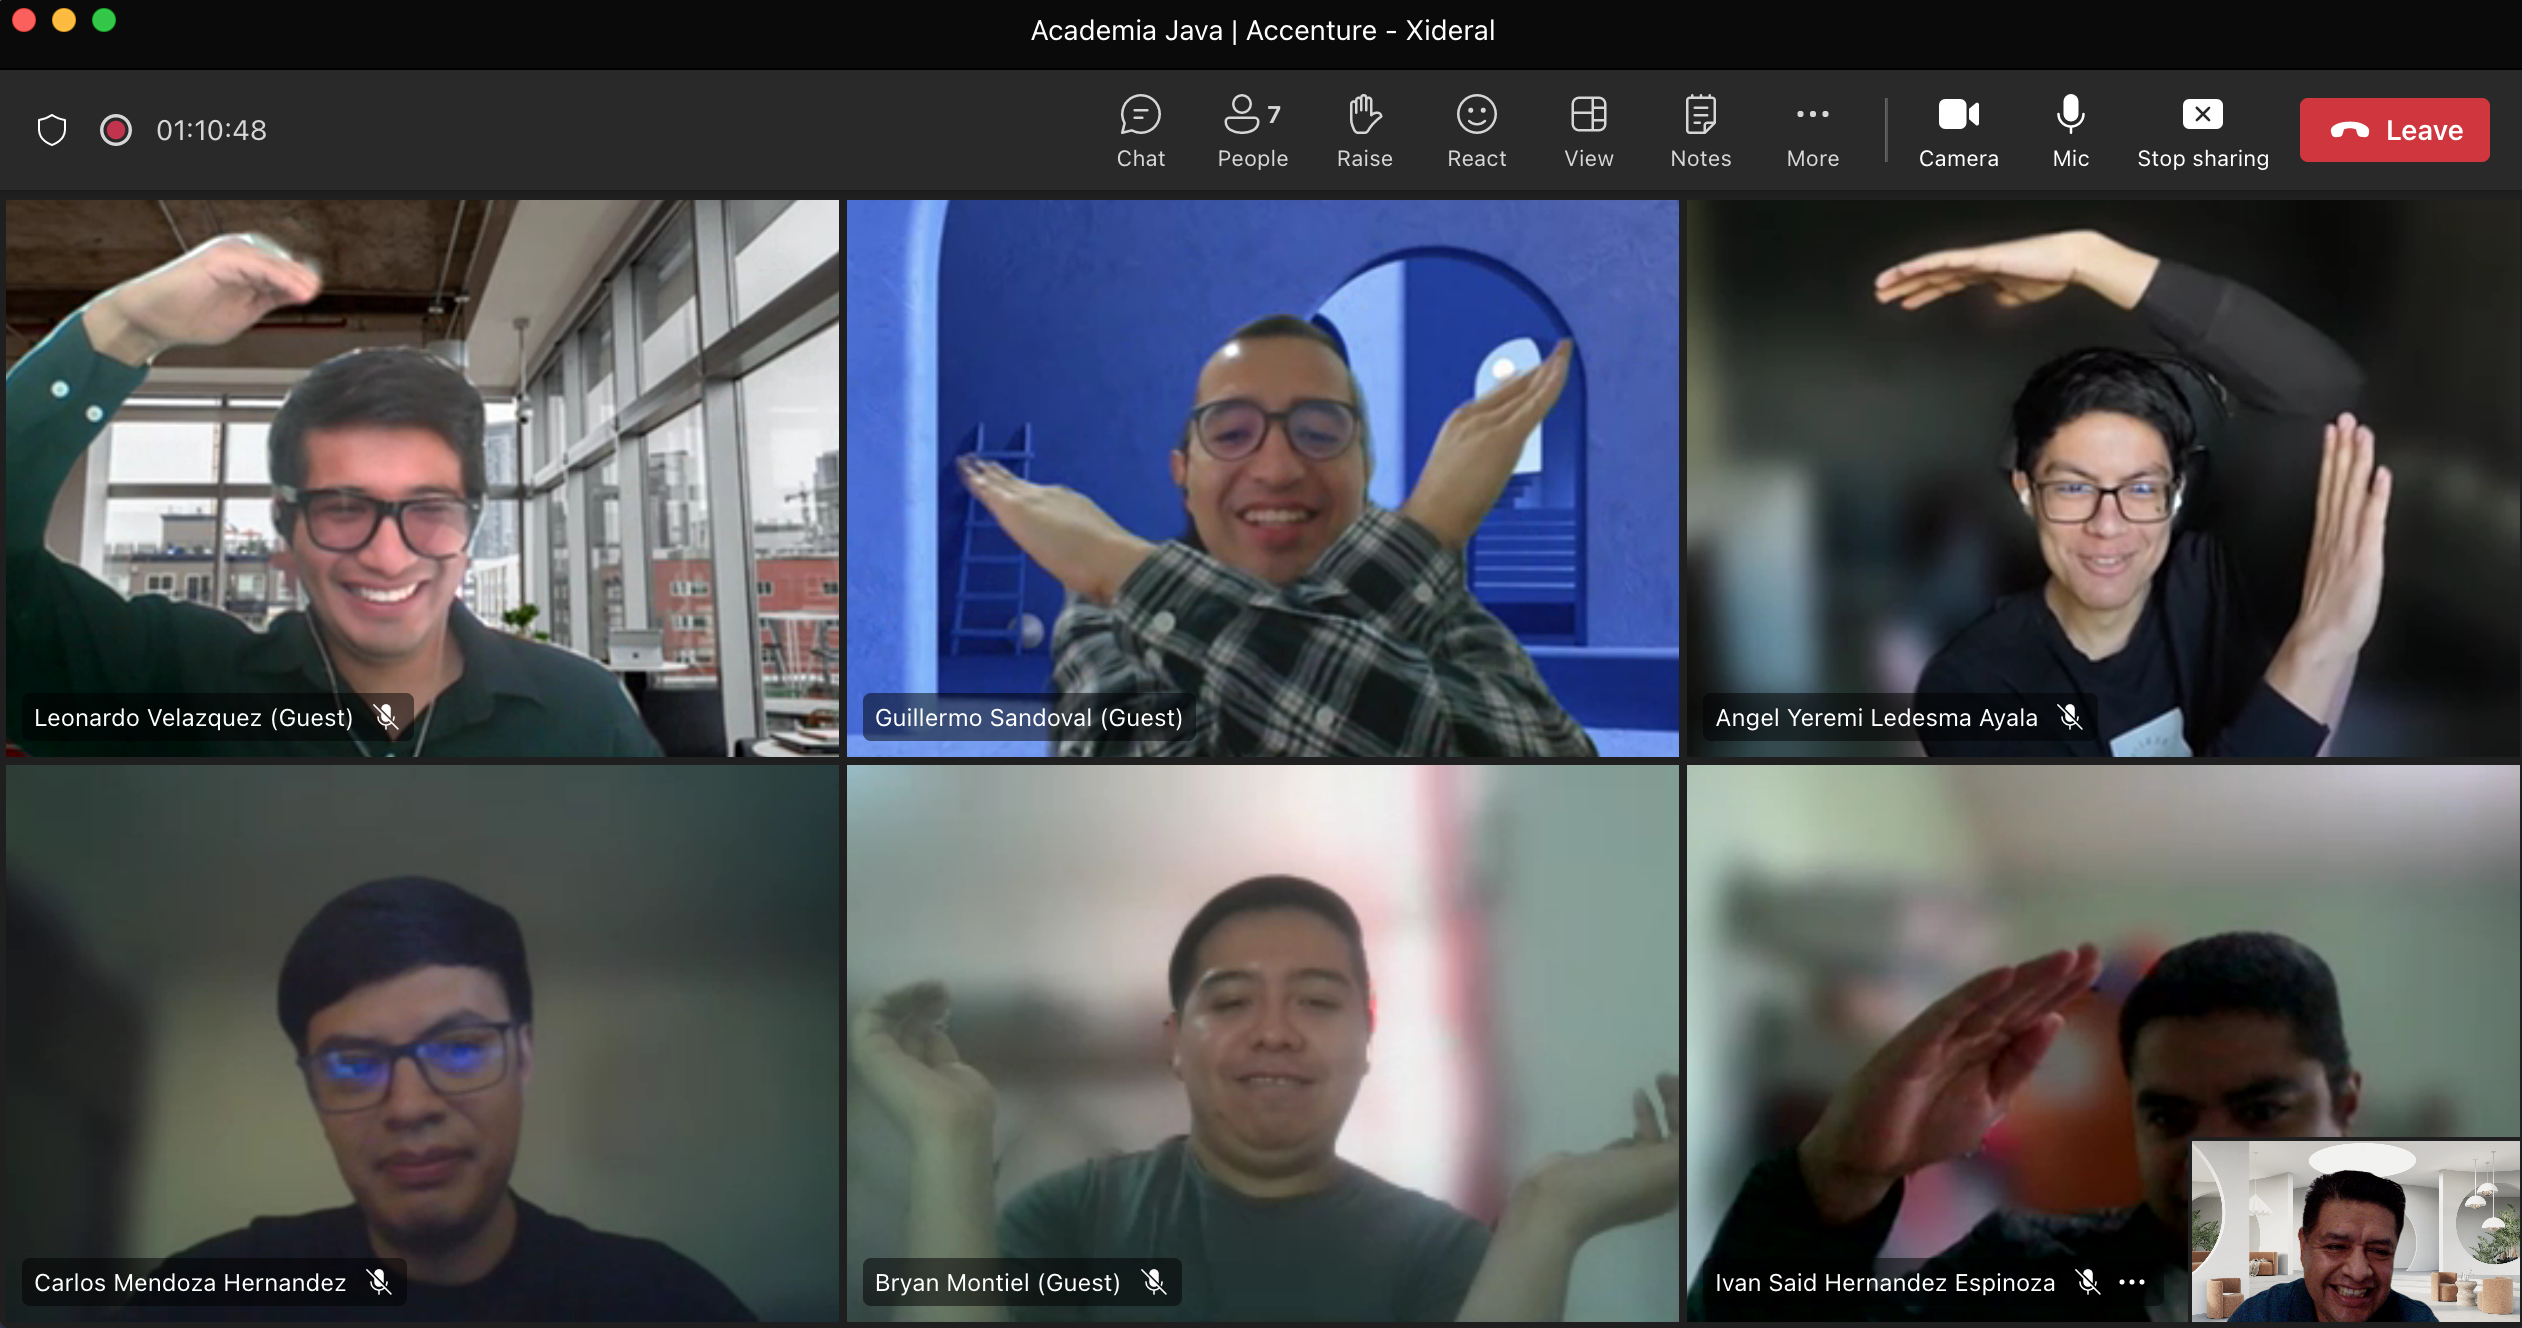 Academia Java | Accenture - Xideral
01:10:48
7
Chat People Raise React View Notes More Camera Mic Stop sharing Leave
Leonardo Velazquez (Guest)
Guillermo Sandoval (Guest)
Angel Yeremi Ledesma Ayala
Carlos Mendoza Hernandez
Bryan Montiel (Guest)
Ivan Said Hernandez Espinoza